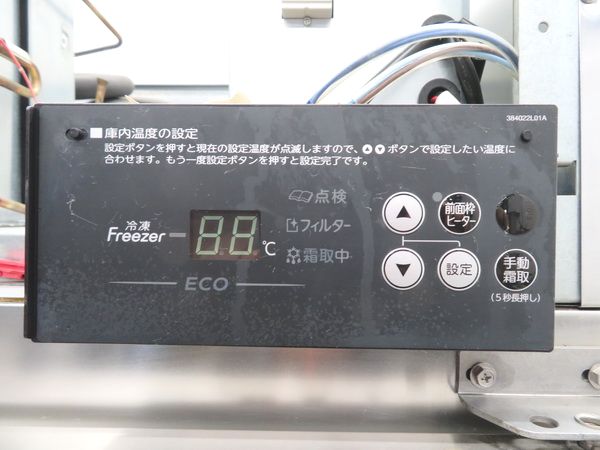 384022L01A
■庫内温度の設定
設定ボタンを押すと現在の設定温度が点滅しますので、▲▼ボタンで設定したい温度に
合わせます。もう一度設定ボタンを押すと設定完了です。
点検
冷凍
Freezer
88℃
フィルター
霜取中
ECO
▲
前面枠
ヒーター
▼
設定
手動
霜取
(5秒長押し)